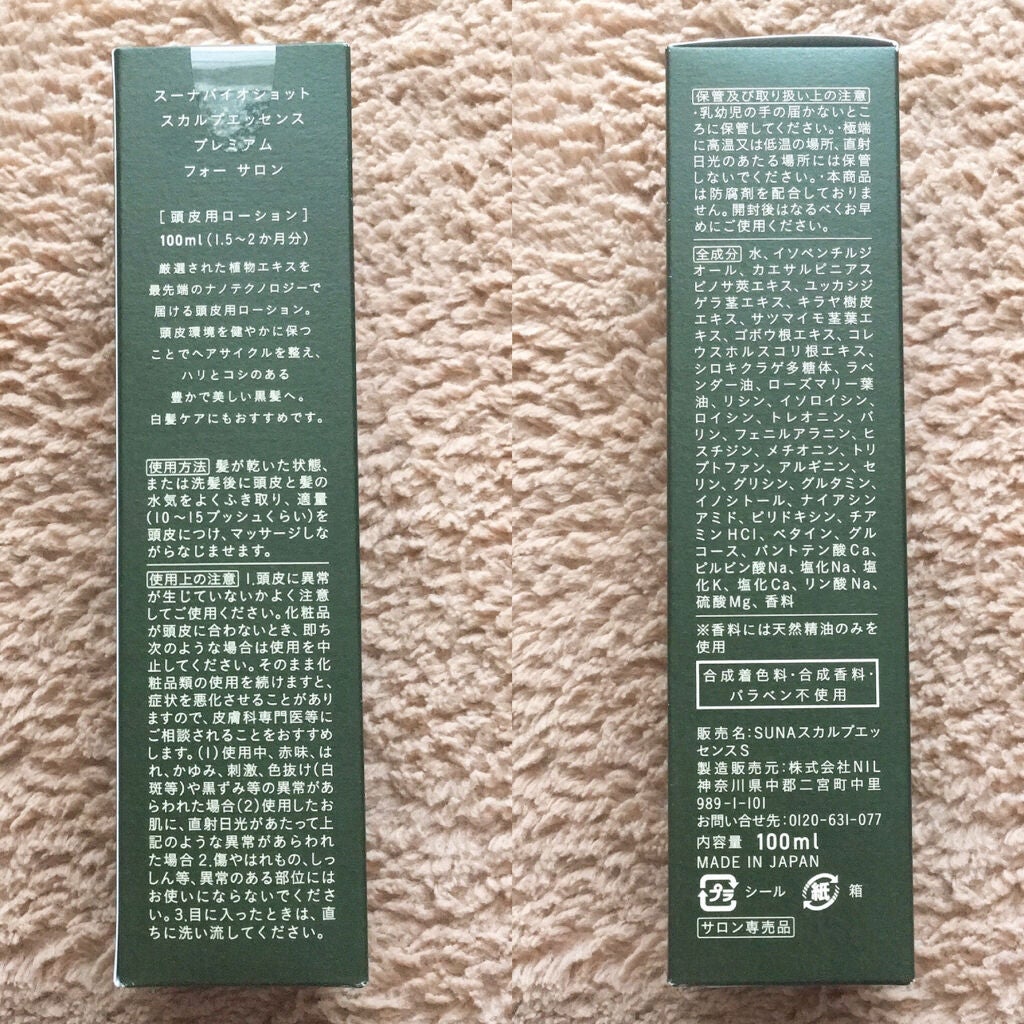 スーナバイオショット
スカルプエッセンス
プレミアム
フォー サロン
[頭皮用ローション]
100ml(1.5〜2か月分)
厳選された植物エキスを
最先端のナノテクノロジーで
届ける頭皮用ローション。
頭皮環境を健やかに保つ
ことでヘアサイクルを整え、
ハリとコシのある
豊かで美しい黒髪へ。
白髪ケアにもおすすめです。
使用方法 髪が乾いた状態、
または洗髪後に頭皮と髪の
水気をよくふき取り、適量
(10〜15プッシュくらい)を
頭皮につけ、マッサージしな
がらなじませます。
使用上の注意 1.頭皮に異常
が生じていないかよく注意
してご使用ください。化粧品
が頭皮に合わないとき、即ち
次のような場合は使用を中
止してください。そのまま化
粧品類の使用を続けますと、
症状を悪化させることがあり
ますので、皮膚科専門医等に
ご相談されることをおすすめ
します。(1)使用中、赤味、は
れ、かゆみ、刺激、色抜け(白
斑等)や黒ずみ等の異常があ
らわれた場合(2)使用したお
肌に、直射日光があたって上
記のような異常があらわれ
た場合 2.傷やはれもの、しっ
しん等、異常のある部位には
お使いにならないでくださ
い。3.目に入ったときは、直
ちに洗い流してください。
保管及び取り扱い上の注意
・乳幼児の手の届かないとこ
ろに保管してください。・極端
に高温又は低温の場所、直射
日光のあたる場所には保管
しないでください。・本商品
は防腐剤を配合しておりま
せん。開封後はなるべくお早
めにご使用ください。
全成分 水、イソペンチルジ
オール、カエサルピニアス
ピノサ莢エキス、ユッカシジ
ゲラ茎エキス、キラヤ樹皮
エキス、サツマイモ茎葉エ
キス、ゴボウ根エキス、コレ
ウスホルスコリ根エキス、
シロキクラゲ多糖体、ラベ
ンダー油、ローズマリー葉
油、リシン、イソロイシン、
ロイシン、トレオニン、バ
リン、フェニルアラニン、ヒ
スチジン、メチオニン、トリ
プトファン、アルギニン、セ
リン、グリシン、グルタミン、
イノシトール、ナイアシン
アミド、ピリドキシン、チア
ミンHCl、ベタイン、グル
コース、パントテン酸Ca、
ピルビン酸Na、塩化Na、塩
化K、塩化Ca、リン酸Na、
硫酸Mg、香料
※香料には天然精油のみを
使用
合成着色料・合成香料・
パラベン不使用
販売名:SUNAスカルプエッ
センスS
製造販売元:株式会社NIL
神奈川県中郡二宮町中里
989-1-101
お問い合せ先:0120-631-077
内容量 100ml
MADE IN JAPAN
プラ シール 紙 箱
サロン専売品